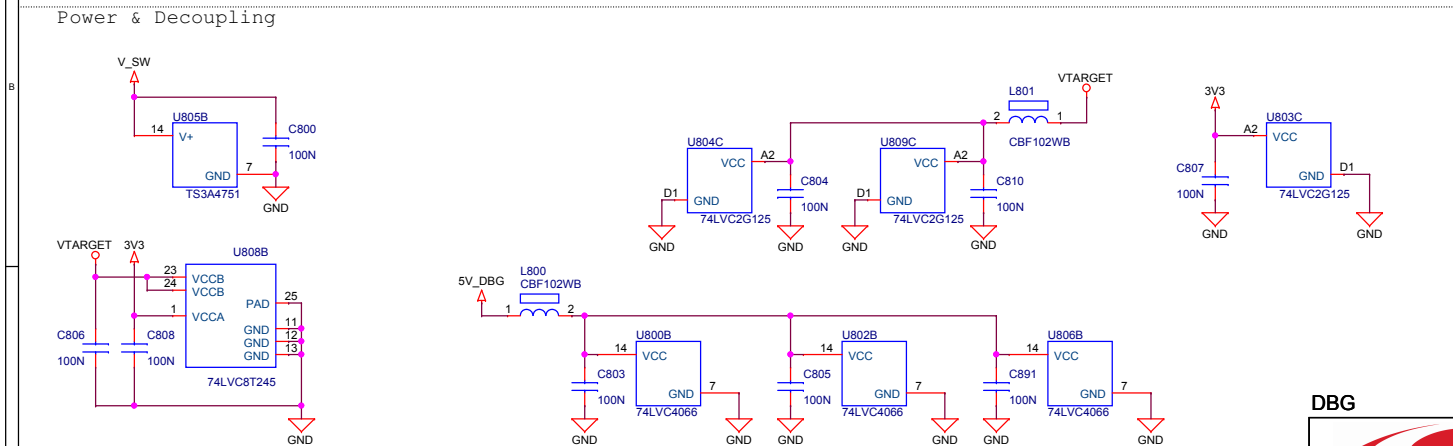 Power & Decoupling
B
V_SW
U805B
14
V+
GND
7
TS3A4751
C800
100N
GND
VTARGET
L801
2
1
CBF102WB
U804C
VCC
A2
D1
GND
74LVC2G125
C804
100N
GND
GND
U809C
VCC
A2
D1
GND
74LVC2G125
C810
100N
GND
GND
3V3
U803C
A2
VCC
GND
D1
74LVC2G125
C807
100N
GND
GND
VTARGET
3V3
U808B
23
VCCB
24
VCCB
PAD
25
1
VCCA
GND
11
GND
12
GND
13
74LVC8T245
C806
100N
C808
100N
GND
5V_DBG
L800
CBF102WB
1
2
U800B
14
VCC
GND
7
74LVC4066
C803
100N
GND
GND
U802B
14
VCC
GND
7
74LVC4066
C805
100N
GND
GND
U806B
14
VCC
GND
7
74LVC4066
C891
100N
GND
GND
DBG